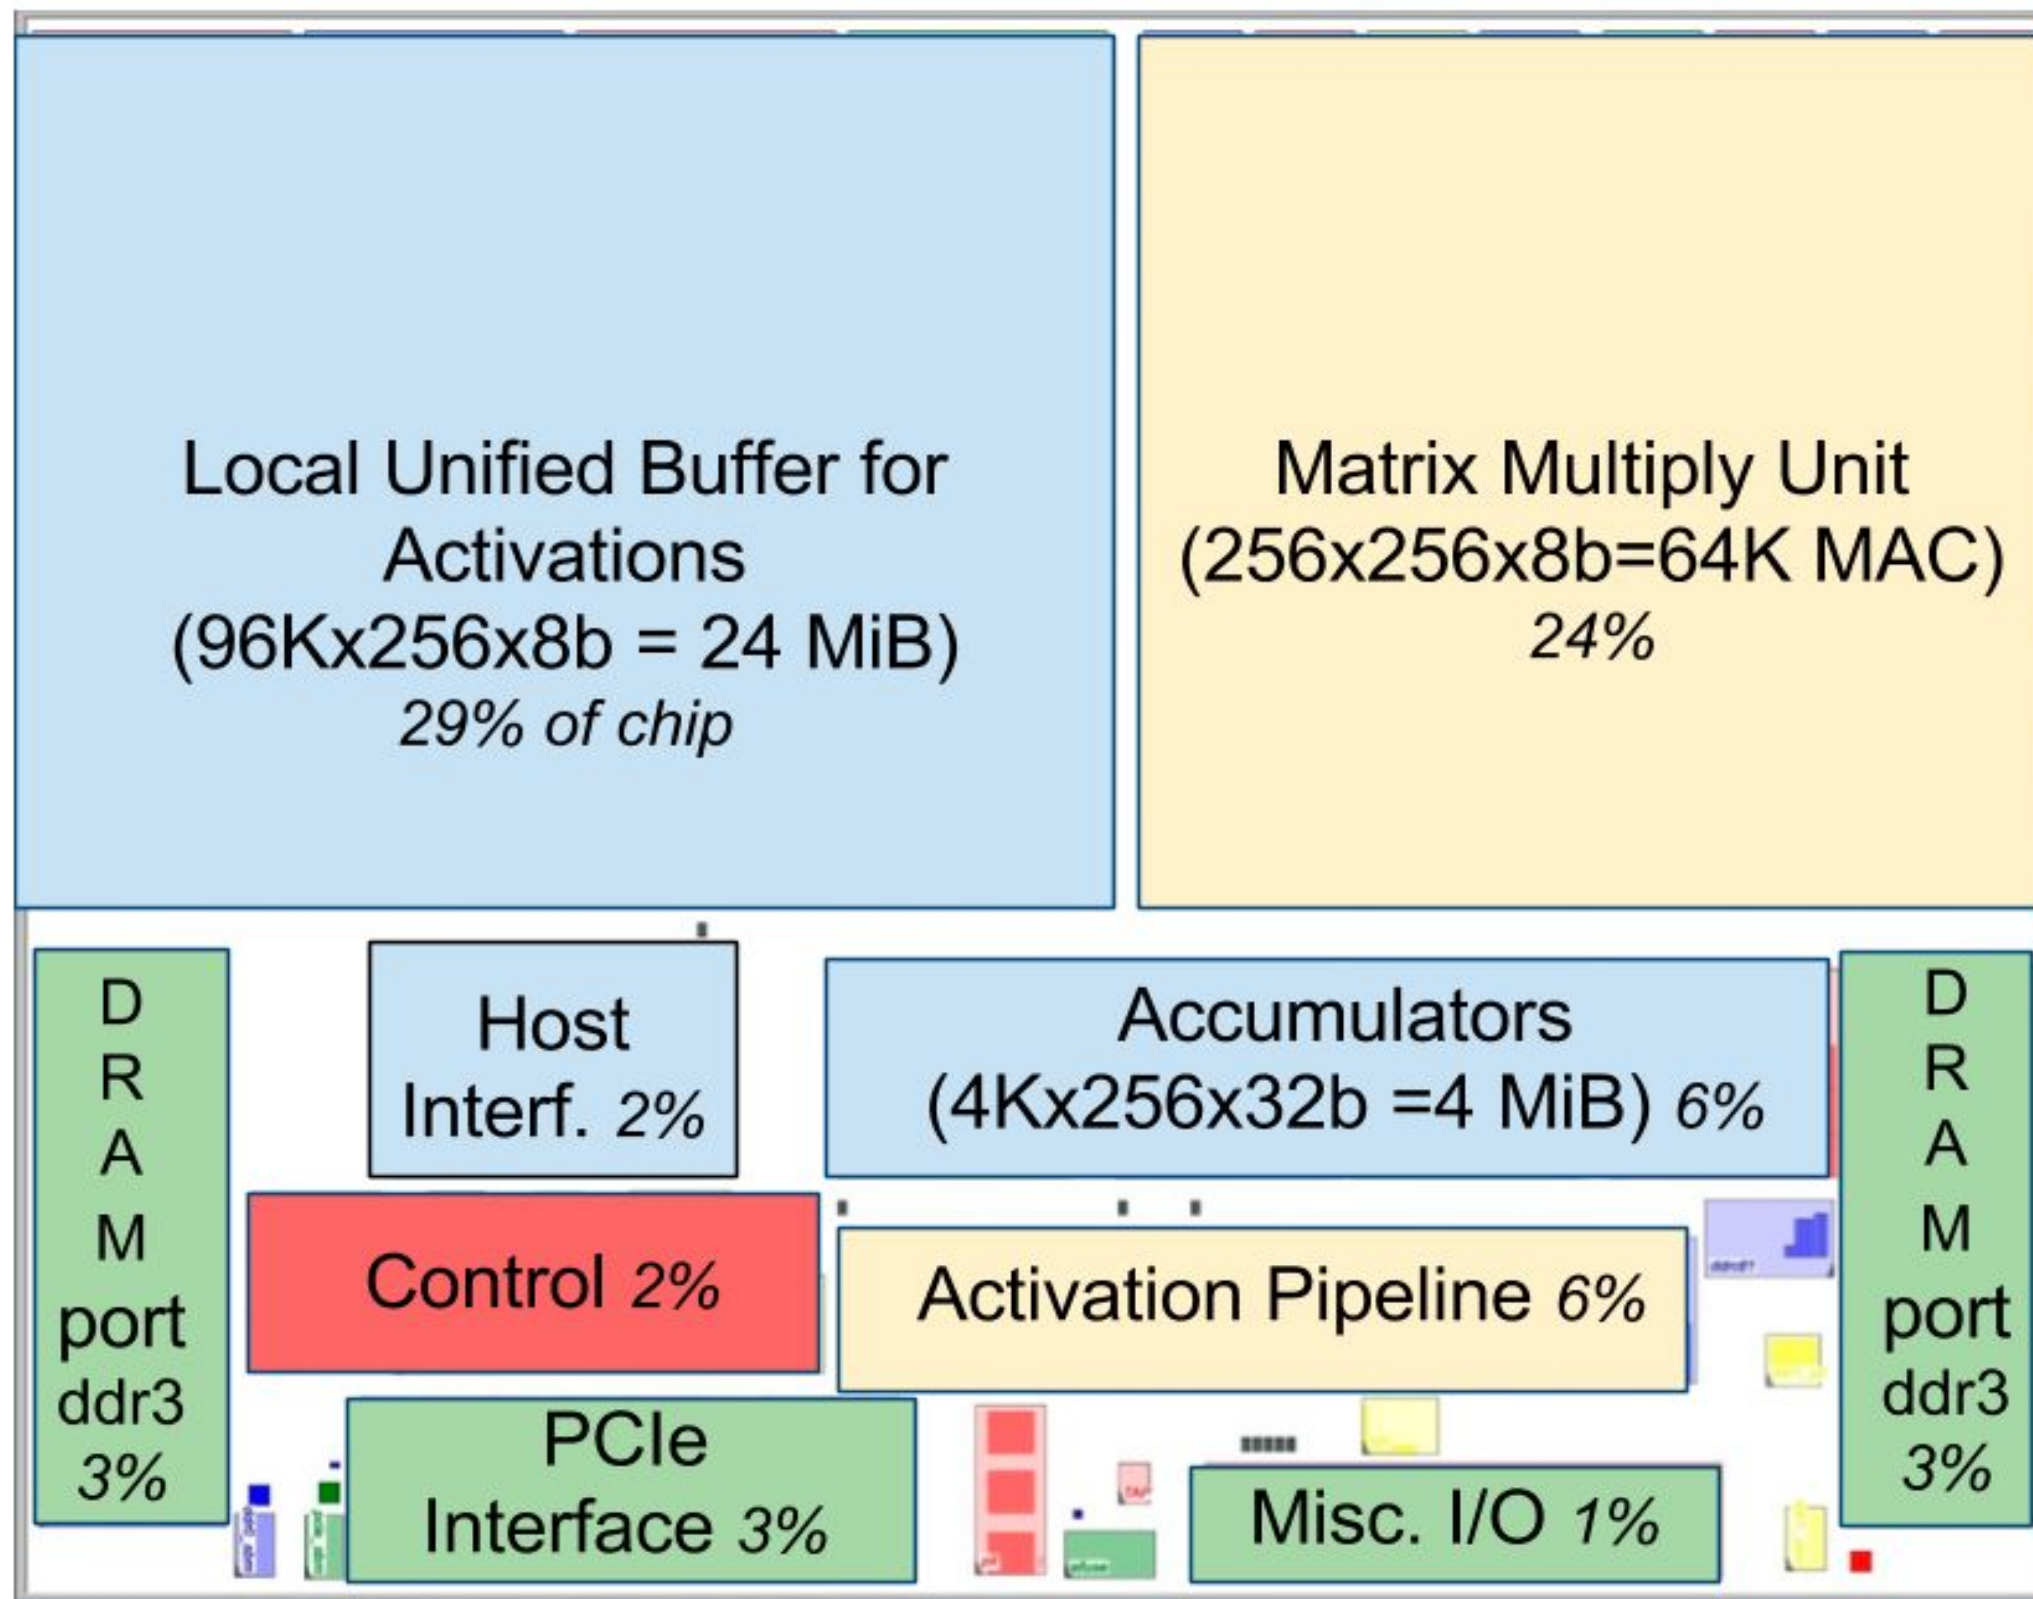 Local Unified Buffer for
Activations
(96Kx256x8b = 24 MiB)
29% of chip
Matrix Multiply Unit
(256x256x8b=64K MAC)
24%
D
R
A
M
port
ddr3
3%
Host
Interf. 2%
Accumulators
(4Kx256x32b =4 MiB) 6%
D
R
A
M
port
ddr3
3%
Control 2%
Activation Pipeline 6%
PCIe
Interface 3%
Misc. I/O 1%